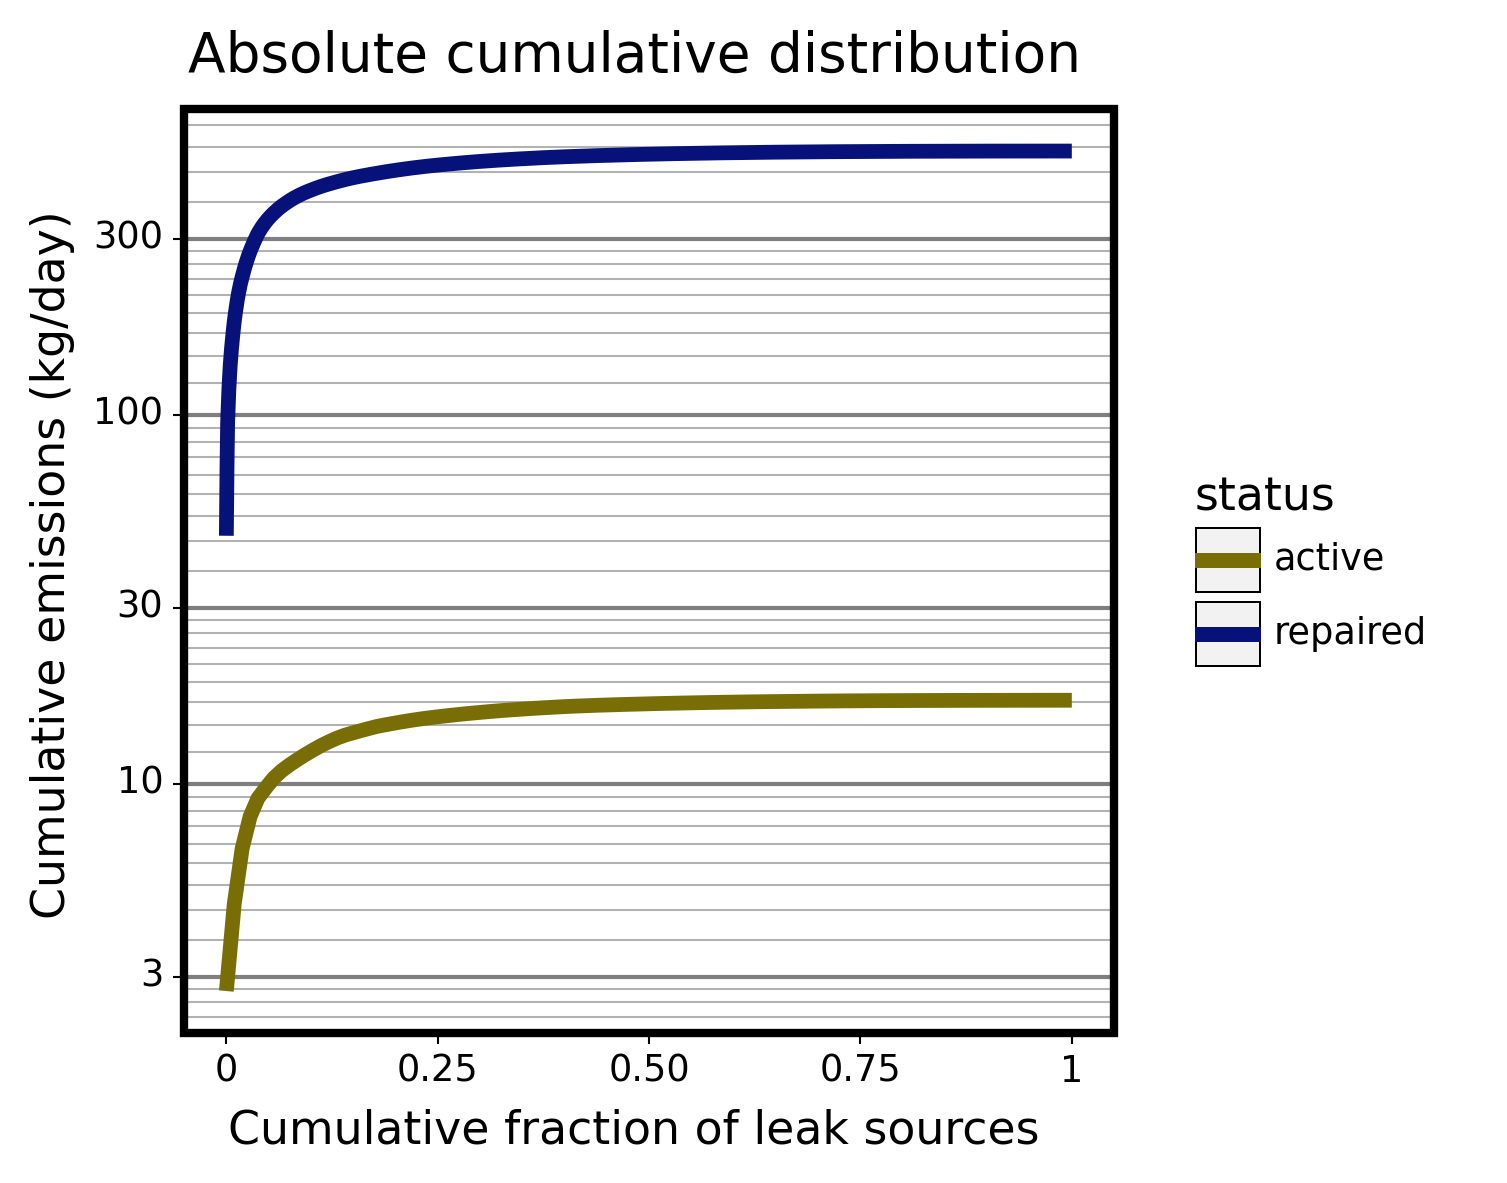 Absolute cumulative distribution
Cumulative emissions (kg/day)
300
100
30
10
3
0 0.25 0.50 0.75 1
Cumulative fraction of leak sources
status
active
repaired